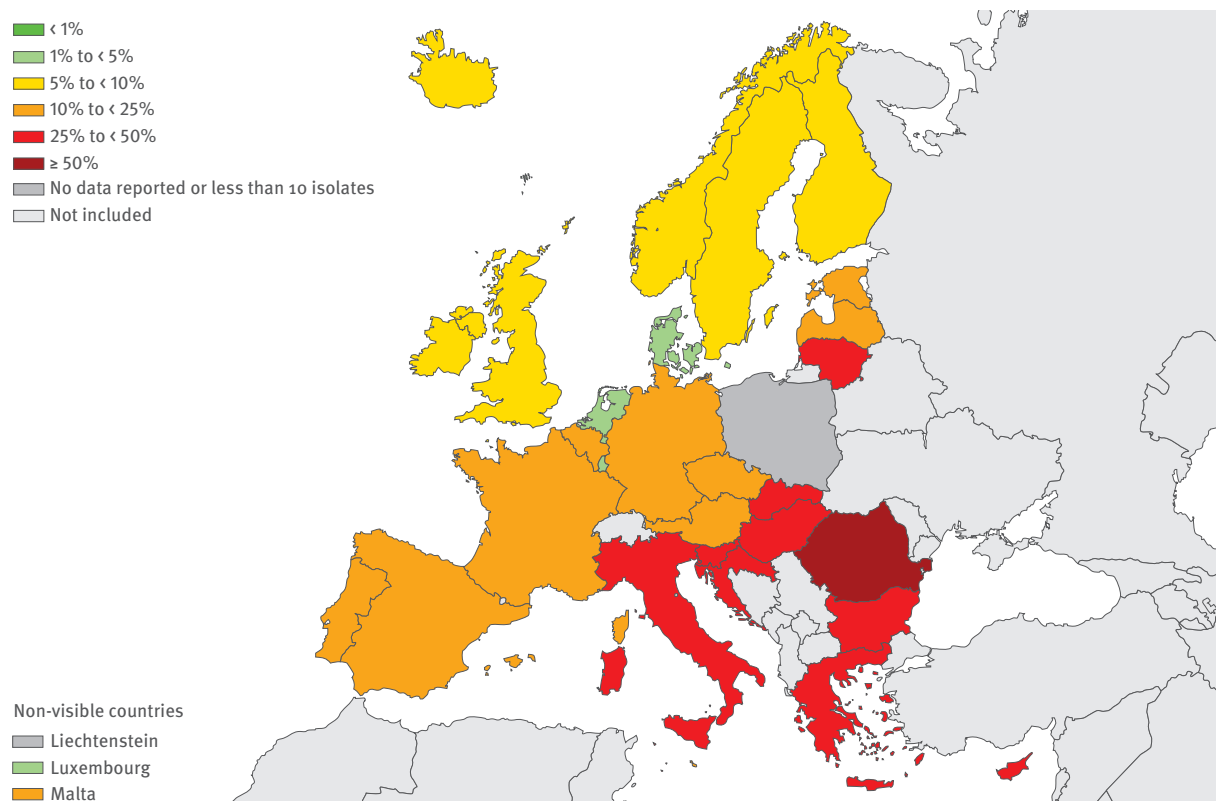 < 1%
1% to < 5%
5% to < 10%
10% to < 25%
25% to < 50%
≥ 50%
No data reported or less than 10 isolates
Not included
Non-visible countries
Liechtenstein
Luxembourg
Malta